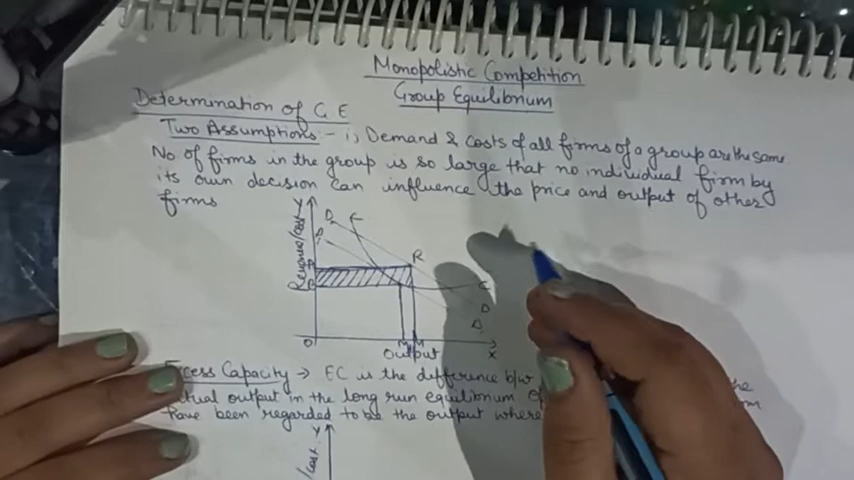 Monopolistic Competition
Group Equilibrium
Determination of G E
Two Assumptions :- i, Demand & costs of all firms of a group are the same
No of firms in the group is so large that no individual firm by
its own decision can influence the price and output of other
firms
Y
D
R
C
D
D
O
M
M
X
Output
Excess Capacity → EC is the difference b/w
output in the long run equilibrium
have been regarded to be the output where
Y